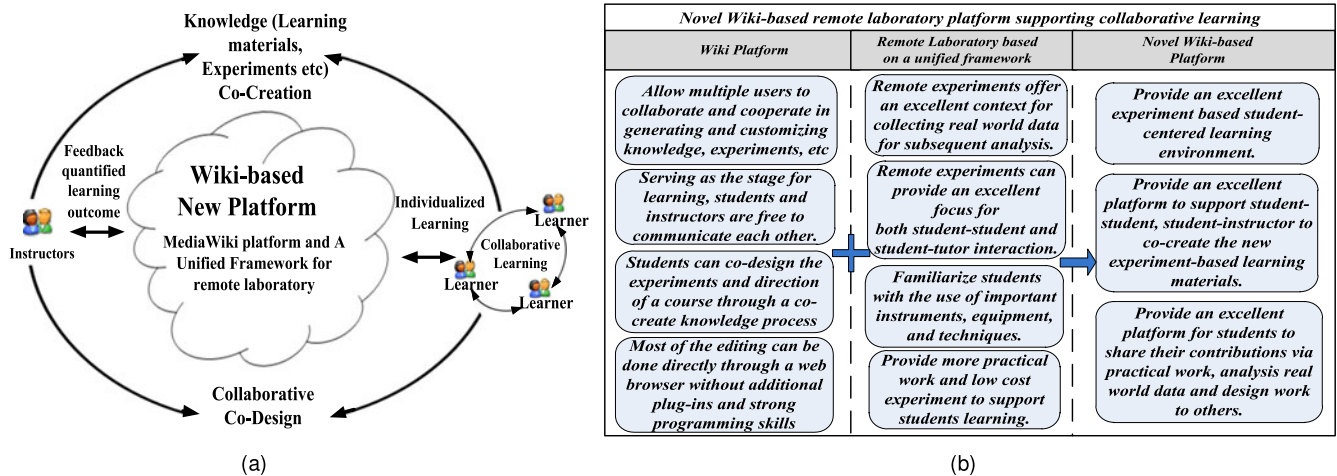 Knowledge (Learning
materials,
Experiments etc)
Co-Creation
Feedback
quantified
learning
outcome
Instructors
Wiki-based
New Platform
MediaWiki platform and A
Unified Framework for
remote laboratory
Individualized
Learning
Learner
Collaborative
Learning
Learner
Learner
Collaborative
Co-Design
(a)
Novel Wiki-based remote laboratory platform supporting collaborative learning
Wiki Platform
Allow multiple users to
collaborate and cooperate in
generating and customizing
knowledge, experiments, etc
Serving as the stage for
learning, students and
instructors are free to
communicate each other.
Students can co-design the
experiments and direction
of a course through a co-
create knowledge process
Most of the editing can be
done directly through a web
browser without additional
plug-ins and strong
programming skills
Remote Laboratory based
on a unified framework
Remote experiments offer
an excellent context for
collecting real world data
for subsequent analysis.
Remote experiments can
provide an excellent
focus for
both student-student and
student-tutor interaction.
Familiarize students
with the use of important
instruments, equipment,
and techniques.
Provide more practical
work and low cost
experiment to support
students learning.
Novel Wiki-based
Platform
Provide an excellent
experiment based student-
centered learning
environment.
Provide an excellent
platform to support student-
student, student-instructor to
co-create the new
experiment-based learning
materials.
Provide an excellent
platform for students to
share their contributions via
practical work, analysis real
world data and design work
to others.
(b)